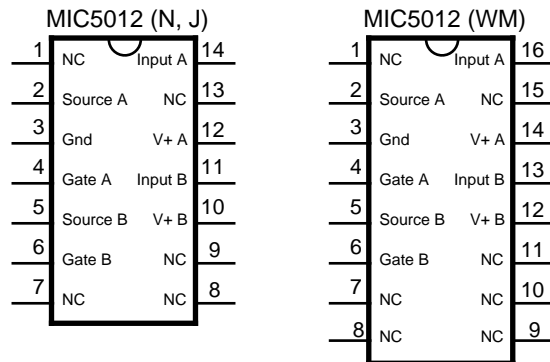 MIC5012 (N, J)
1 NC Input A 14
2 Source A NC 13
3 Gnd V+ A 12
4 Gate A Input B 11
5 Source B V+ B 10
6 Gate B NC 9
7 NC NC 8
MIC5012 (WM)
1 NC Input A 16
2 Source A NC 15
3 Gnd V+ A 14
4 Gate A Input B 13
5 Source B V+ B 12
6 Gate B NC 11
7 NC NC 10
8 NC NC 9